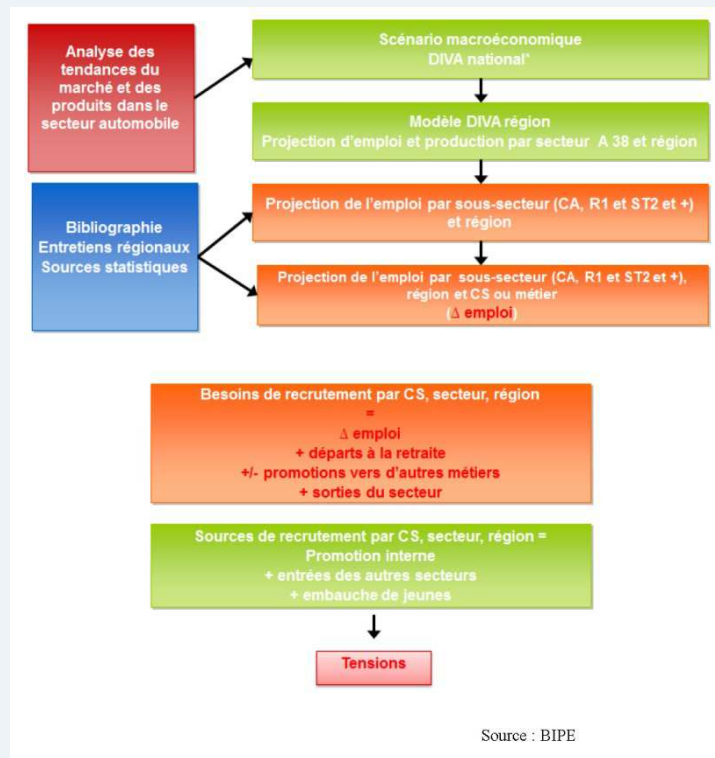 Analyse des
tendances du
marché et des
produits dans le
secteur automobile
Scénario macroéconomique
DIVA national*
Modèle DIVA région
Projection d'emploi et production par secteur A 38 et région
Bibliographie
Entretiens régionaux
Sources statistiques
Projection de l'emploi par sous-secteur (CA, R1 et ST2 et +)
et région
Projection de l'emploi par sous-secteur (CA, R1 et ST2 et +),
région et CS ou métier
(Δ emploi)
Besoins de recrutement par CS, secteur, région
=
Δ emploi
+ départs à la retraite
+/- promotions vers d'autres métiers
+ sorties du secteur
Sources de recrutement par CS, secteur, région =
Promotion interne
+ entrées des autres secteurs
+ embauche de jeunes
Tensions
Source : BIPE